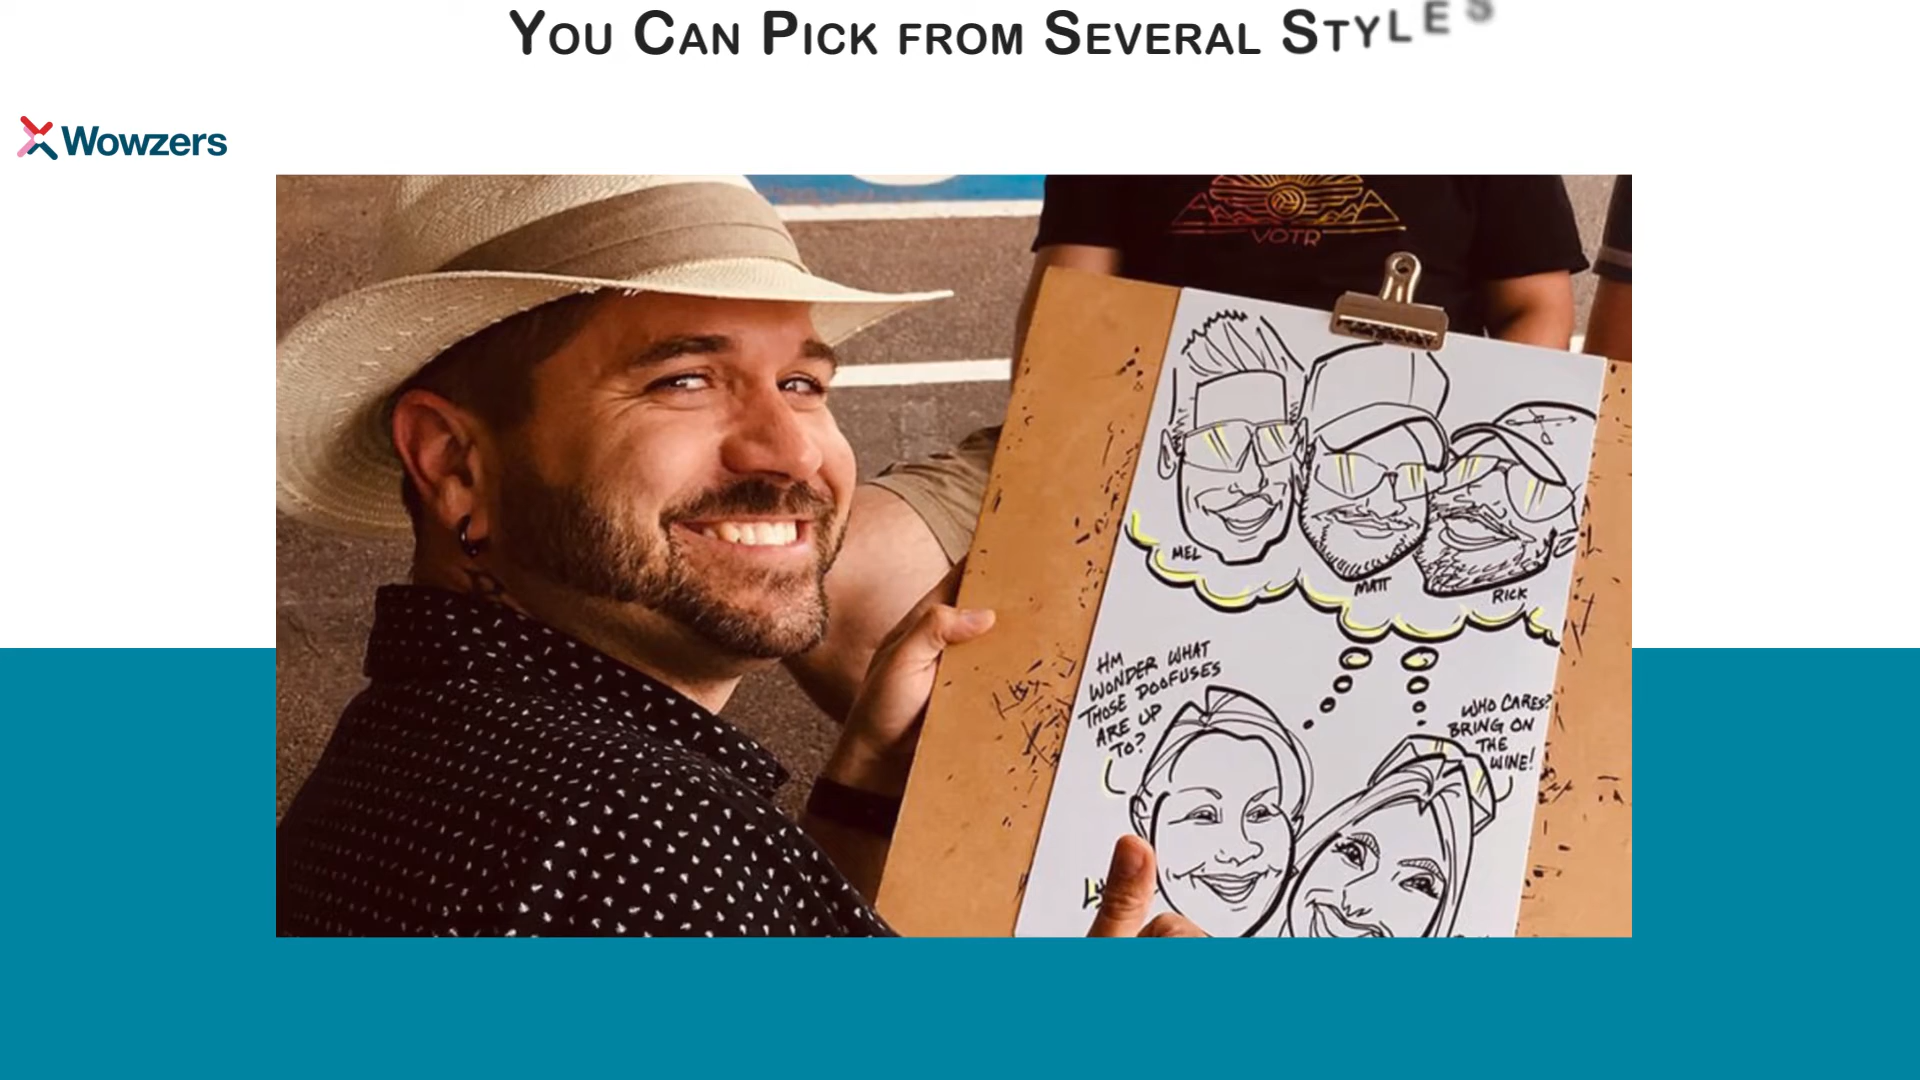 You Can Pick from Several Styles
Wowzers
VOTR
MEL
MATT
RICK
HM
WONDER WHAT
THOSE DOOFUSES
ARE UP
TO?
WHO CARES?
BRING ON
THE
WINE!